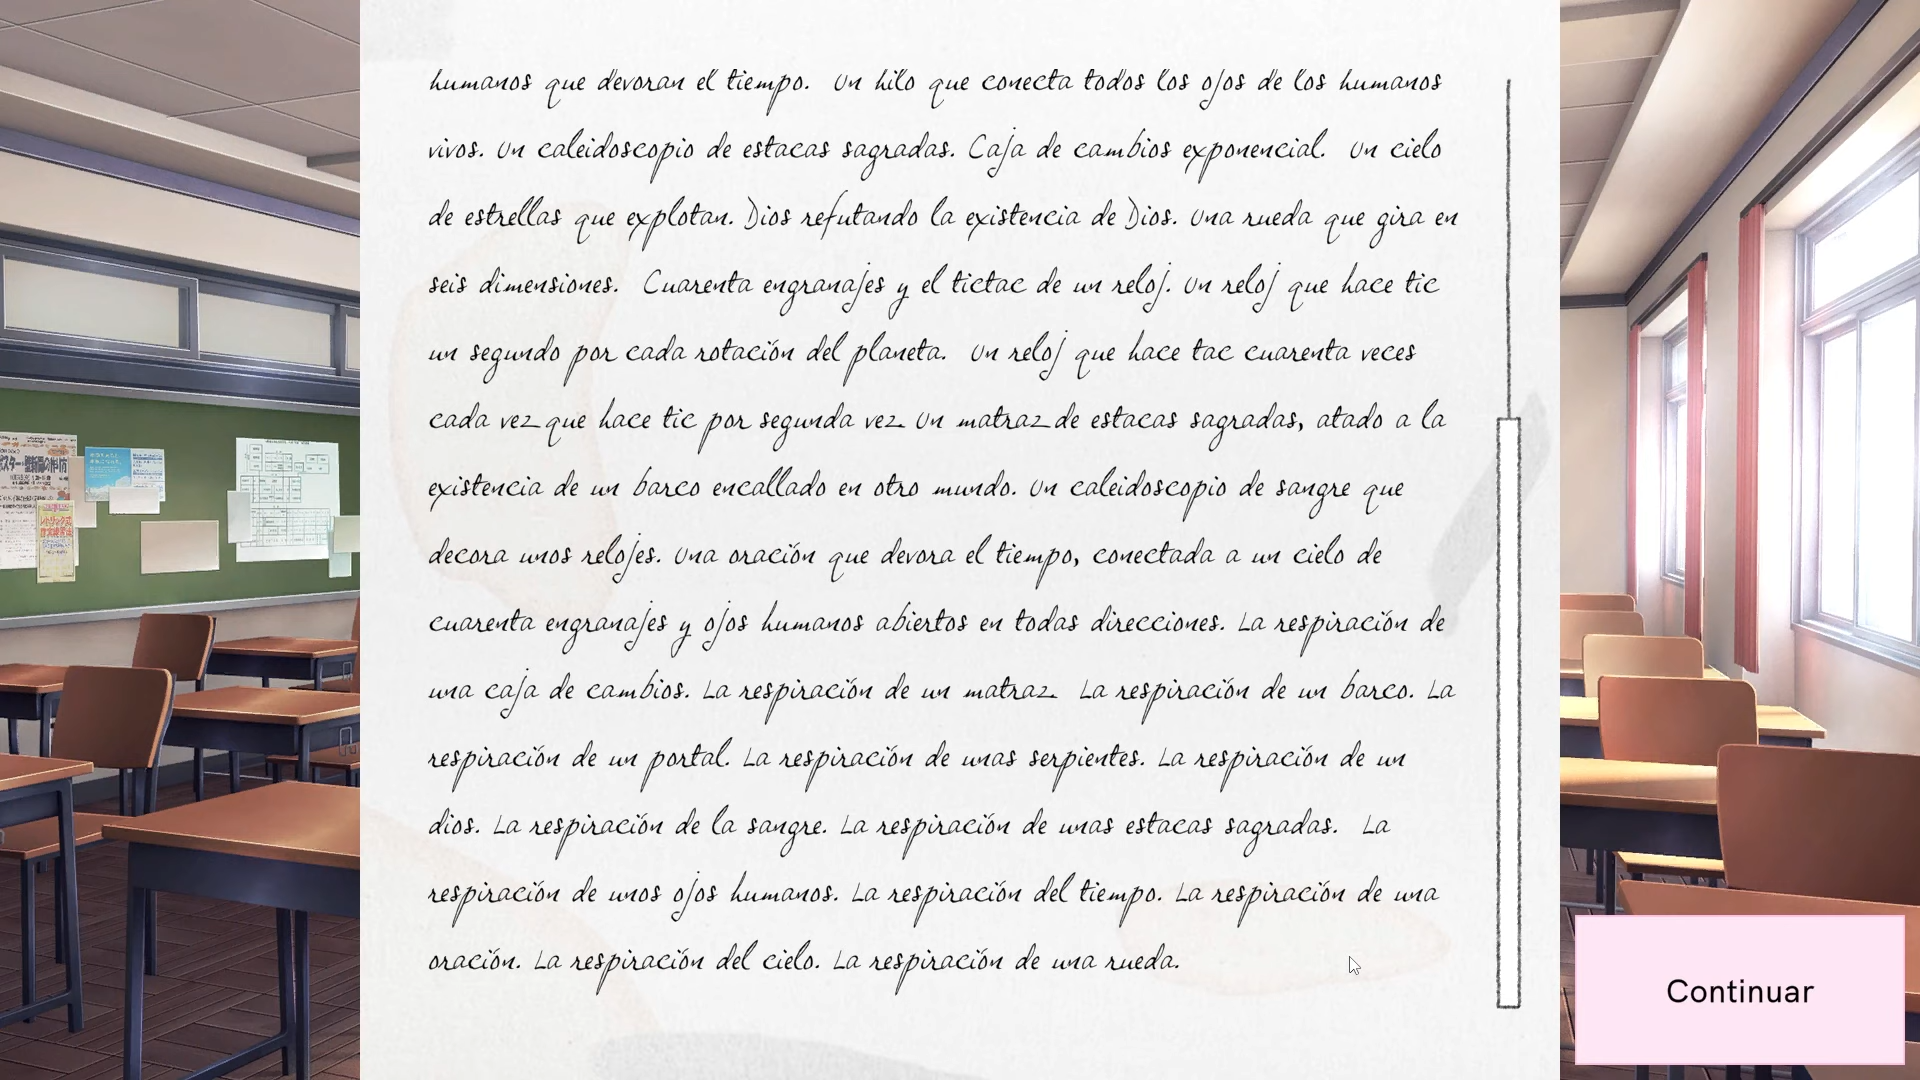 humanos que devoran el tiempo.  Un hilo que conecta todos los ojos de los humanos
vivos. Un caleidoscopio de estacas sagradas. Caja de cambios exponencial.  Un cielo
de estrellas que explotan. Dios refutando la existencia de Dios. Una rueda que gira en
seis dimensiones.  Cuarenta engranajes y el tictac de un reloj. Un reloj que hace tic
un segundo por cada rotación del planeta.  Un reloj que hace tac cuarenta veces
cada vez que hace tic por segunda vez. Un matraz de estacas sagradas, atado a la
existencia de un barco encallado en otro mundo. Un caleidoscopio de sangre que
decora unos relojes. Una oración que devora el tiempo, conectada a un cielo de
cuarenta engranajes y ojos humanos abiertos en todas direcciones. La respiración de
una caja de cambios. La respiración de un matraz.  La respiración de un barco. La
respiración de un portal. La respiración de unas serpientes. La respiración de un
dios. La respiración de la sangre. La respiración de unas estacas sagradas.  La
respiración de unos ojos humanos. La respiración del tiempo. La respiración de una
oración. La respiración del cielo. La respiración de una rueda.
Continuar